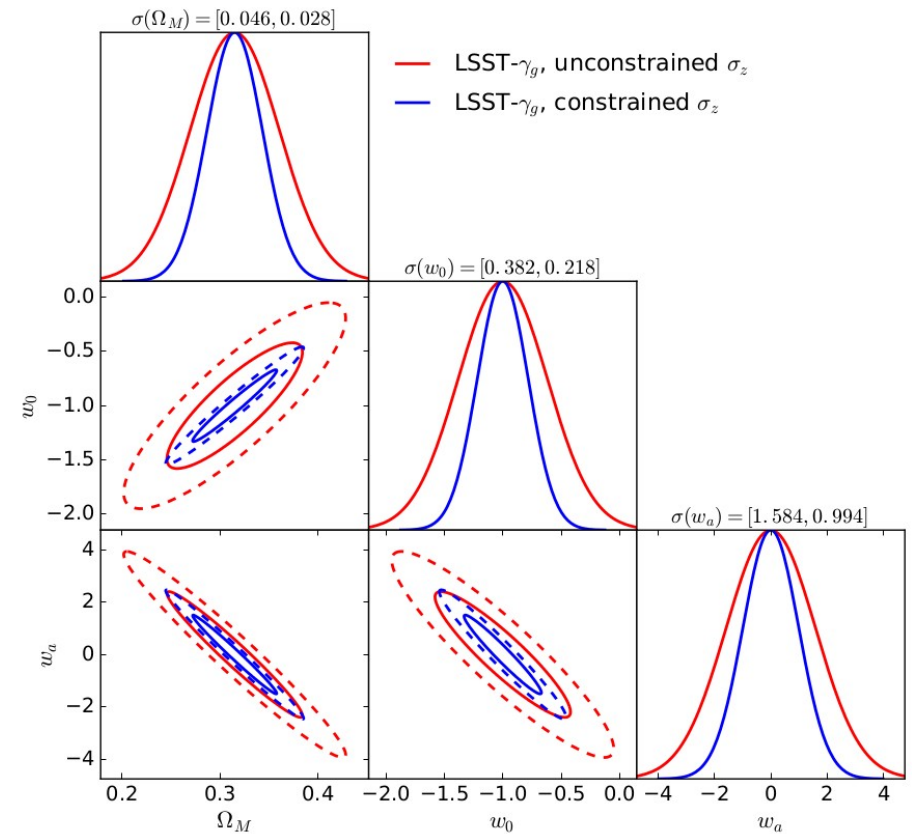 σ(Ω_M) = [0.046, 0.028]
LSST-γ_g, unconstrained σ_z
LSST-γ_g, constrained σ_z
σ(w_0) = [0.382, 0.218]
0.0
−0.5
−1.0
−1.5
−2.0
w_0
σ(w_a) = [1.584, 0.994]
4
2
0
−2
−4
w_a
0.2 0.4 −2.0 −1.5 −1.0 −0.5 0.0 −4 −2 0 2 4
Ω_M w_0 w_a